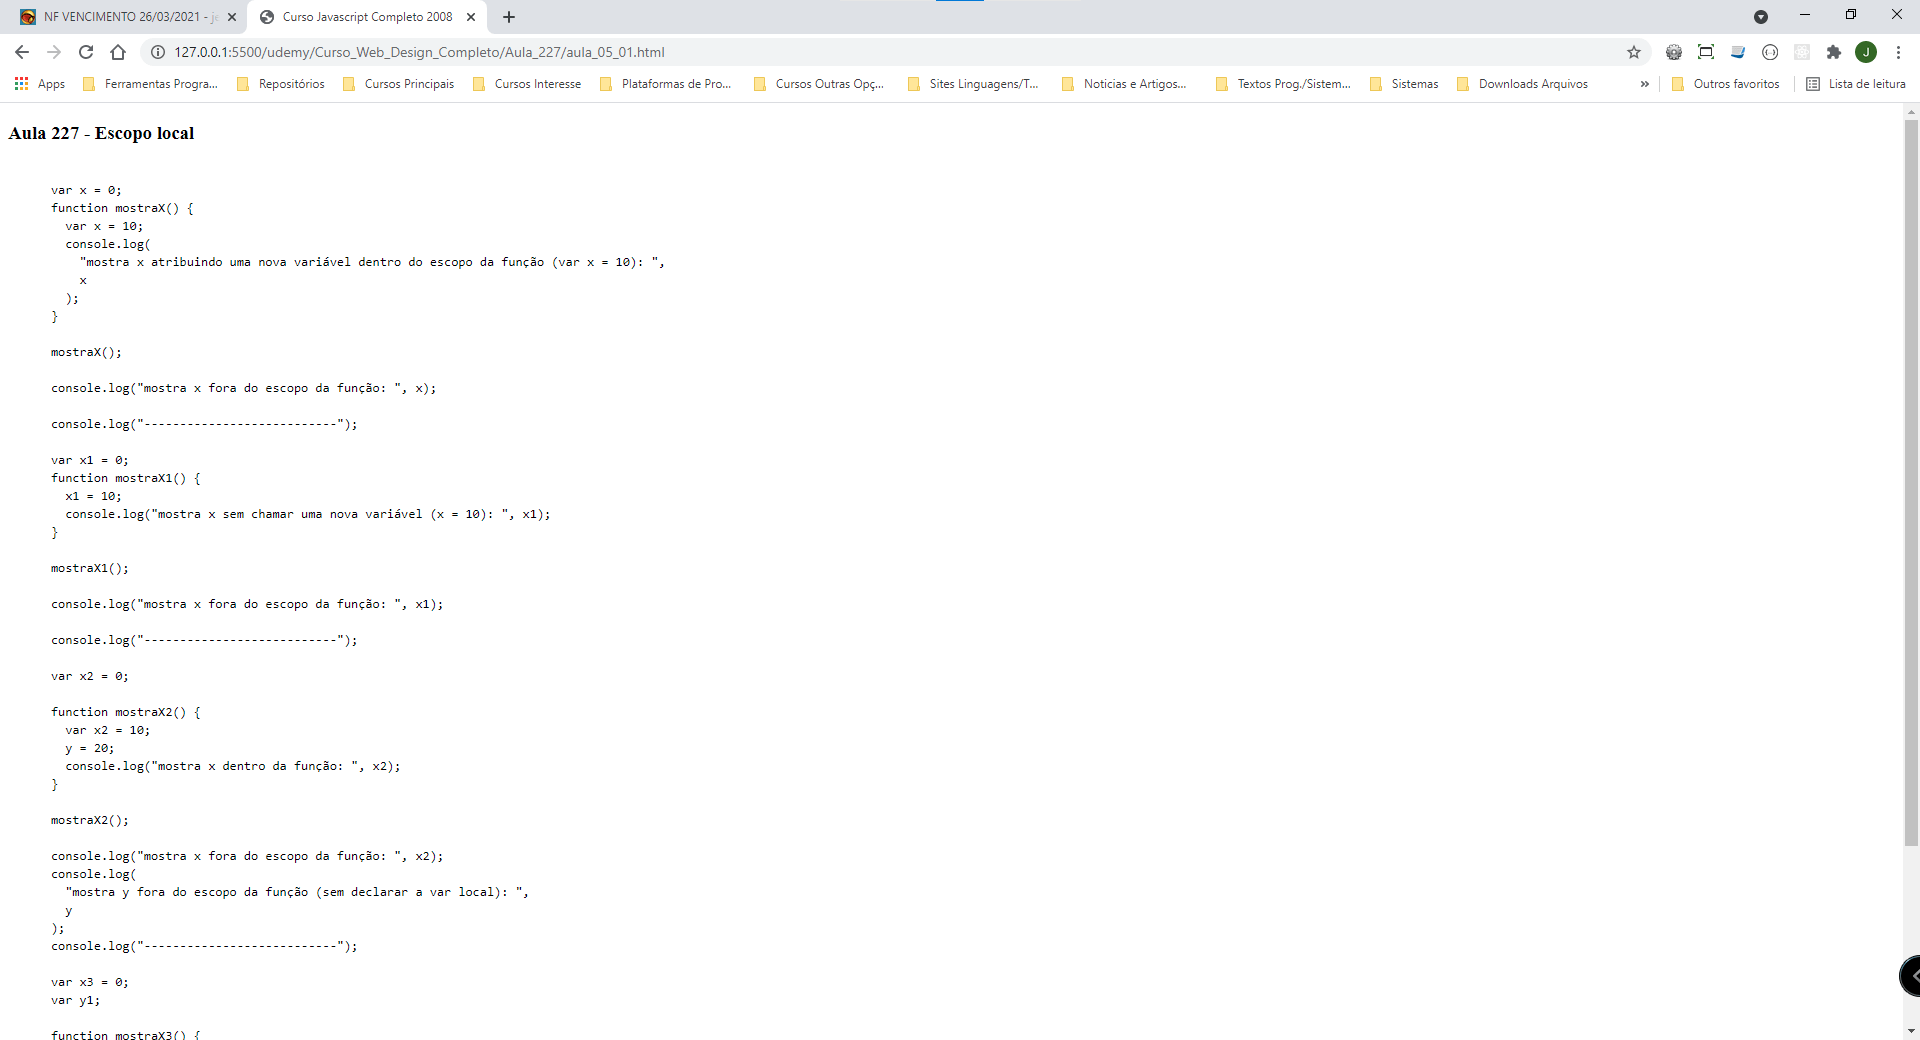 NF VENCIMENTO 26/03/2021 - je
Curso Javascript Completo 2008
127.0.0.1:5500/udemy/Curso_Web_Design_Completo/Aula_227/aula_05_01.html
J
Apps
Ferramentas Progra...
Repositórios
Cursos Principais
Cursos Interesse
Plataformas de Pro...
Cursos Outras Opç...
Sites Linguagens/T...
Noticias e Artigos...
Textos Prog./Sistem...
Sistemas
Downloads Arquivos
»
Outros favoritos
Lista de leitura
Aula 227 - Escopo local
var x = 0;
function mostraX() {
var x = 10;
console.log(
"mostra x atribuindo uma nova variável dentro do escopo da função (var x = 10): ",
x
);
}
mostraX();
console.log("mostra x fora do escopo da função: ", x);
console.log("---------------------------");
var x1 = 0;
function mostraX1() {
x1 = 10;
console.log("mostra x sem chamar uma nova variável (x = 10): ", x1);
}
mostraX1();
console.log("mostra x fora do escopo da função: ", x1);
console.log("---------------------------");
var x2 = 0;
function mostraX2() {
var x2 = 10;
y = 20;
console.log("mostra x dentro da função: ", x2);
}
mostraX2();
console.log("mostra x fora do escopo da função: ", x2);
console.log(
"mostra y fora do escopo da função (sem declarar a var local): ",
y
);
console.log("---------------------------");
var x3 = 0;
var y1;
function mostraX3() {